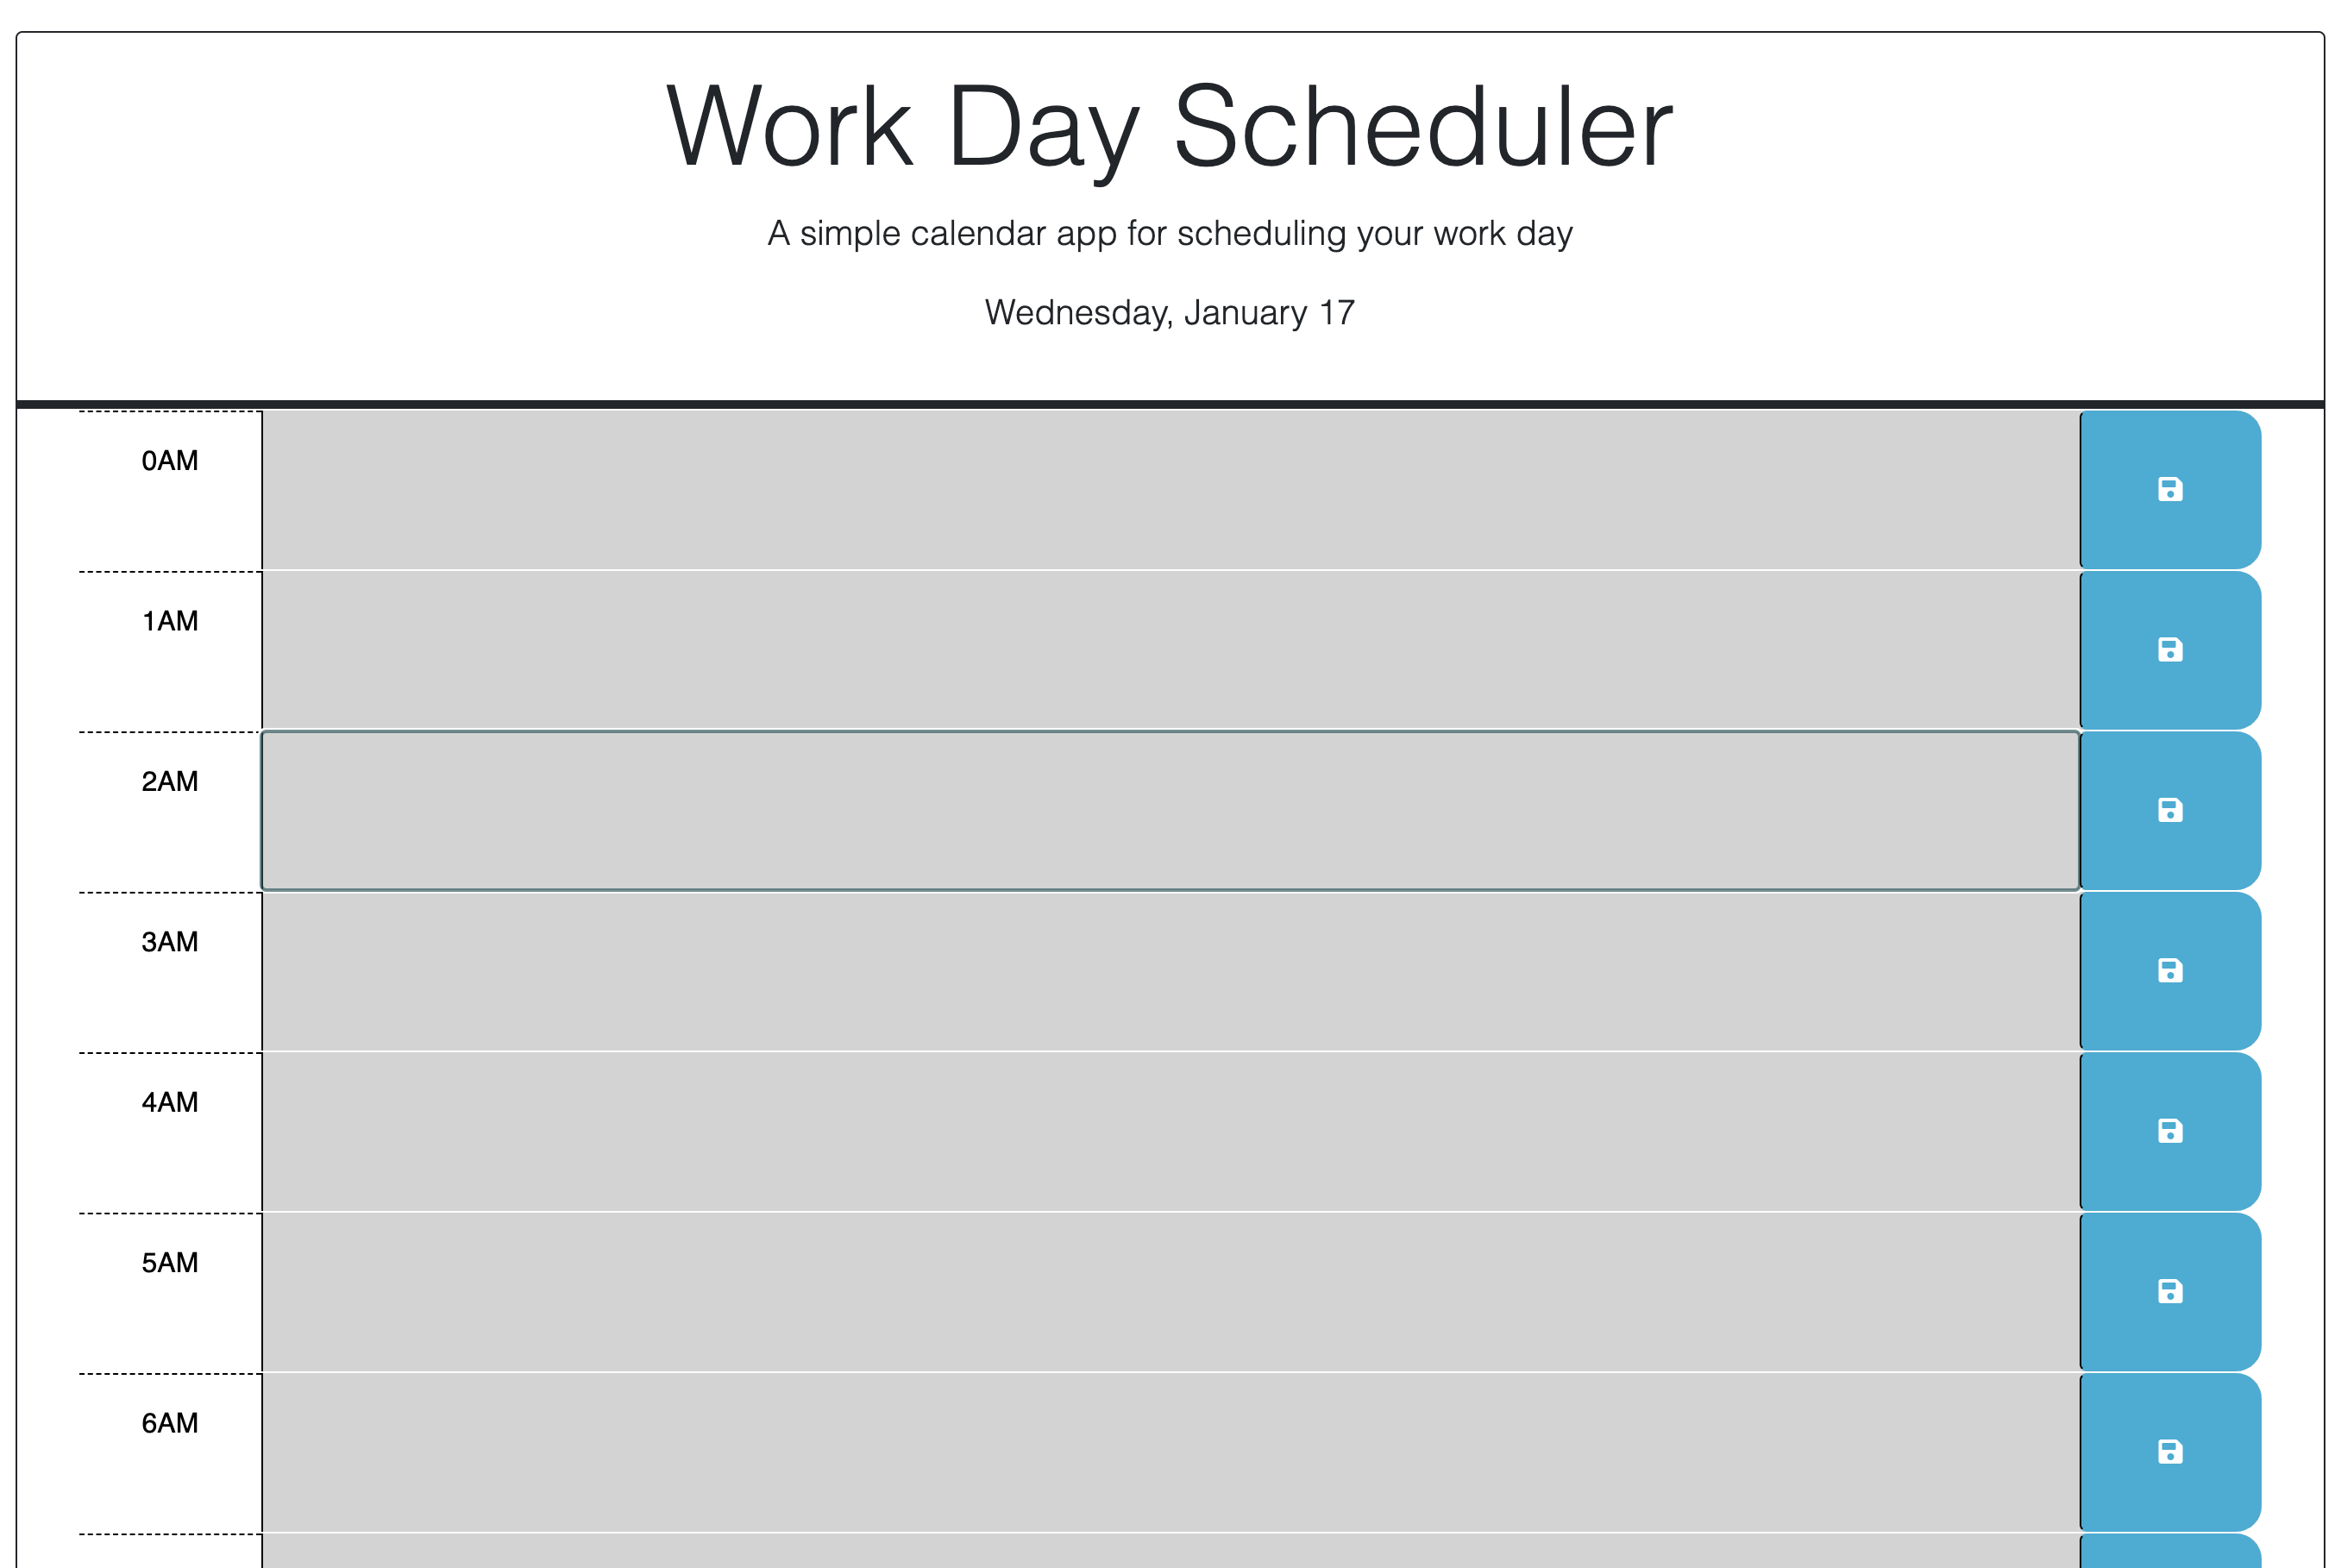 Work Day Scheduler
A simple calendar app for scheduling your work day
Wednesday, January 17
0AM
1AM
2AM
3AM
4AM
5AM
6AM